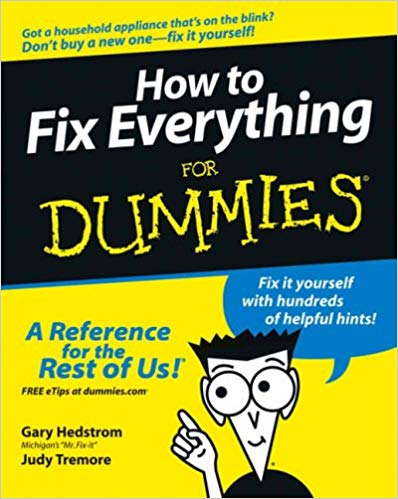 Got a household appliance that's on the blink?
Don't buy a new one—fix it yourself!
How to
Fix Everything
FOR
DUMMIES®
Fix it yourself
with hundreds
of helpful hints!
A Reference
for the
Rest of Us!®
FREE eTips at dummies.com®
Gary Hedstrom
Michigan's "Mr. Fix-it"
Judy Tremore